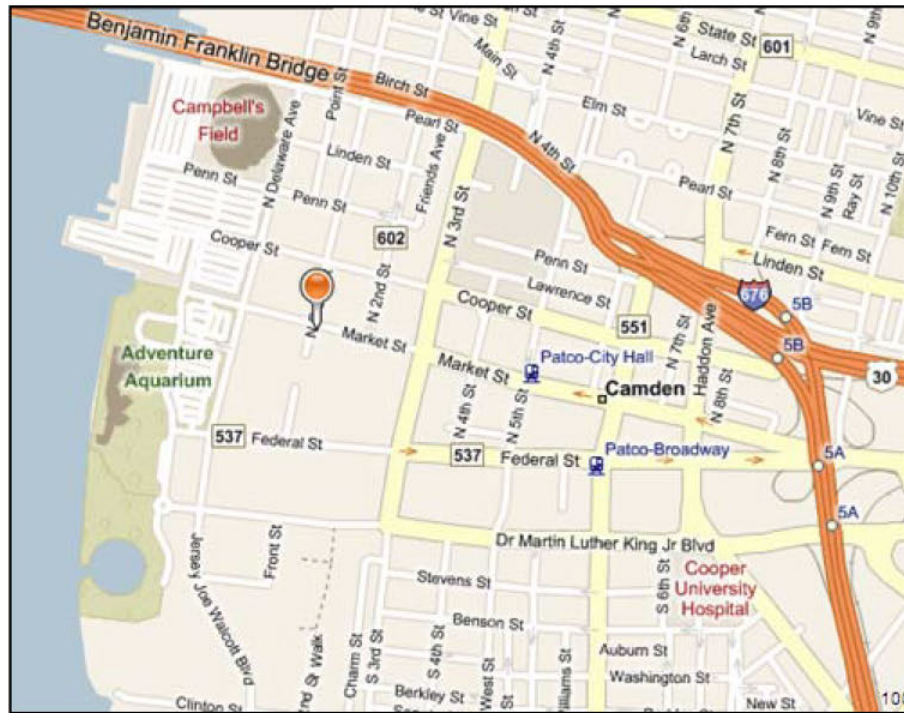 Benjamin Franklin Bridge
Vine St
N 4th St
N 6th St
N 9th St
State St
601
Main St
Larch St
Campbell's
Field
Point St
Birch St
Elm St
N 7th St
Vine St
N Delaware Ave
Pearl St
N 4th St
Linden St
Friends Ave
N 8th St
N 9th St
Ray St
N 10th St
Penn St
Penn St
N 3rd St
Pearl St
602
Cooper St
Fern St
Fern St
Linden St
Penn St
Lawrence St
N 2nd St
676
5B
Cooper St
551
N
Market St
N 7th St
Haddon Ave
5B
Adventure
Aquarium
Patco-City Hall
30
Market St
Camden
N 8th St
N 4th St
N 5th St
537
Federal St
537
Federal St
Patco-Broadway
5A
5A
Dr Martin Luther King Jr Blvd
Jersey Joe Walcott Blvd
Front St
Stevens St
S 6th St
Cooper
University
Hospital
Benson St
2nd St Walk
Charm St
S 3rd St
S 4th St
West St
Williams St
Auburn St
Washington St
Berkley St
Clinton St
New St